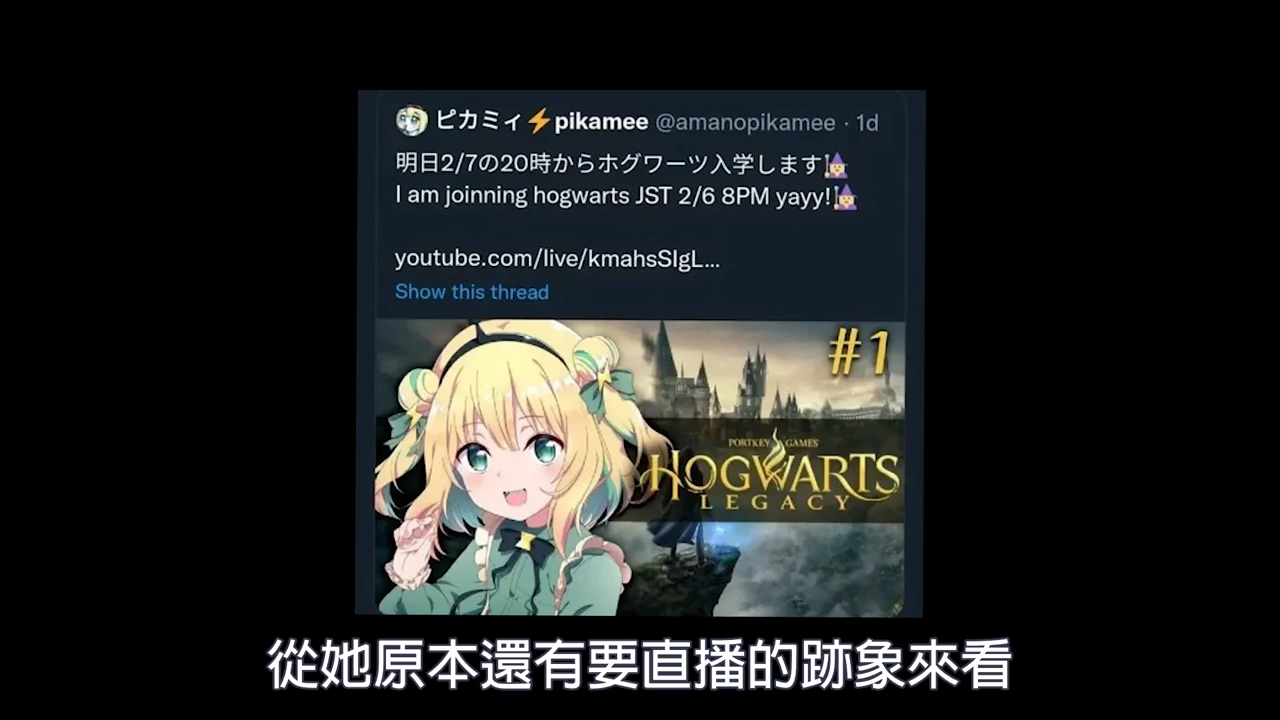 ピカミィ⚡pikamee @amanopikamee · 1d
明日2/7の20時からホグワーツ入学します🧙‍♀️
I am joinning hogwarts JST 2/6 8PM yayy!🧙‍♀️
youtube.com/live/kmahsSIgL...
Show this thread
#1
PORTKEY GAMES
HOGWARTS
LEGACY
從她原本還有要直播的跡象來看